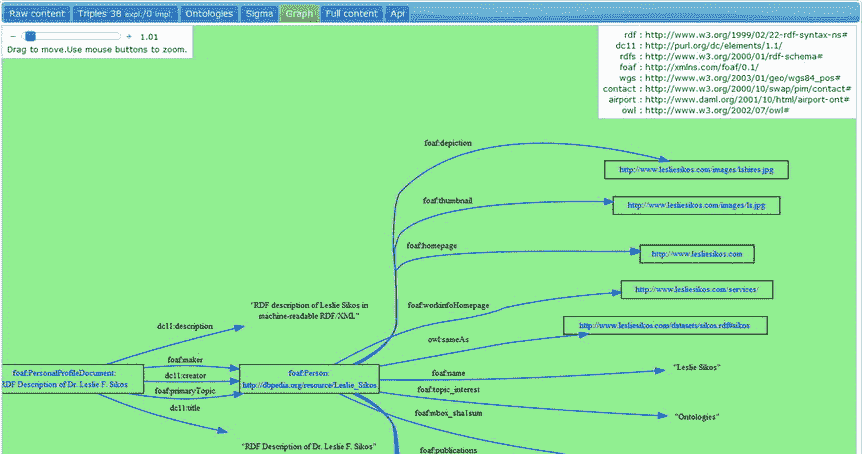 Raw content Triples 38 expl./0 impl. Ontologies Sigma Graph Full content Api
− + 1.01
Drag to move.Use mouse buttons to zoom.
rdf : http://www.w3.org/1999/02/22-rdf-syntax-ns#
dc11 : http://purl.org/dc/elements/1.1/
rdfs : http://www.w3.org/2000/01/rdf-schema#
foaf : http://xmlns.com/foaf/0.1/
wgs : http://www.w3.org/2003/01/geo/wgs84_pos#
contact : http://www.w3.org/2000/10/swap/pim/contact#
airport : http://www.daml.org/2001/10/html/airport-ont#
owl : http://www.w3.org/2002/07/owl#
foaf:depiction
http://www.lesliesikos.com/images/lshires.jpg
foaf:thumbnail
http://www.lesliesikos.com/images/ls.jpg
foaf:homepage
http://www.lesliesikos.com
foaf:workinfoHomepage
http://www.lesliesikos.com/services/
"RDF description of Leslie Sikos in
machine-readable RDF/XML"
dc11:description
owl:sameAs
http://www.lesliesikos.com/datasets/sikos.rdf#sikos
foaf:PersonalProfileDocument:
RDF Description of Dr. Leslie F. Sikos
foaf:maker
dc11:creator
foaf:primaryTopic
dc11:title
foaf:Person:
http://dbpedia.org/resource/Leslie_Sikos
foaf:name
"Leslie Sikos"
foaf:topic_interest
"Ontologies"
foaf:mbox_sha1sum
"RDF Description of Dr. Leslie F. Sikos"
foaf:publications